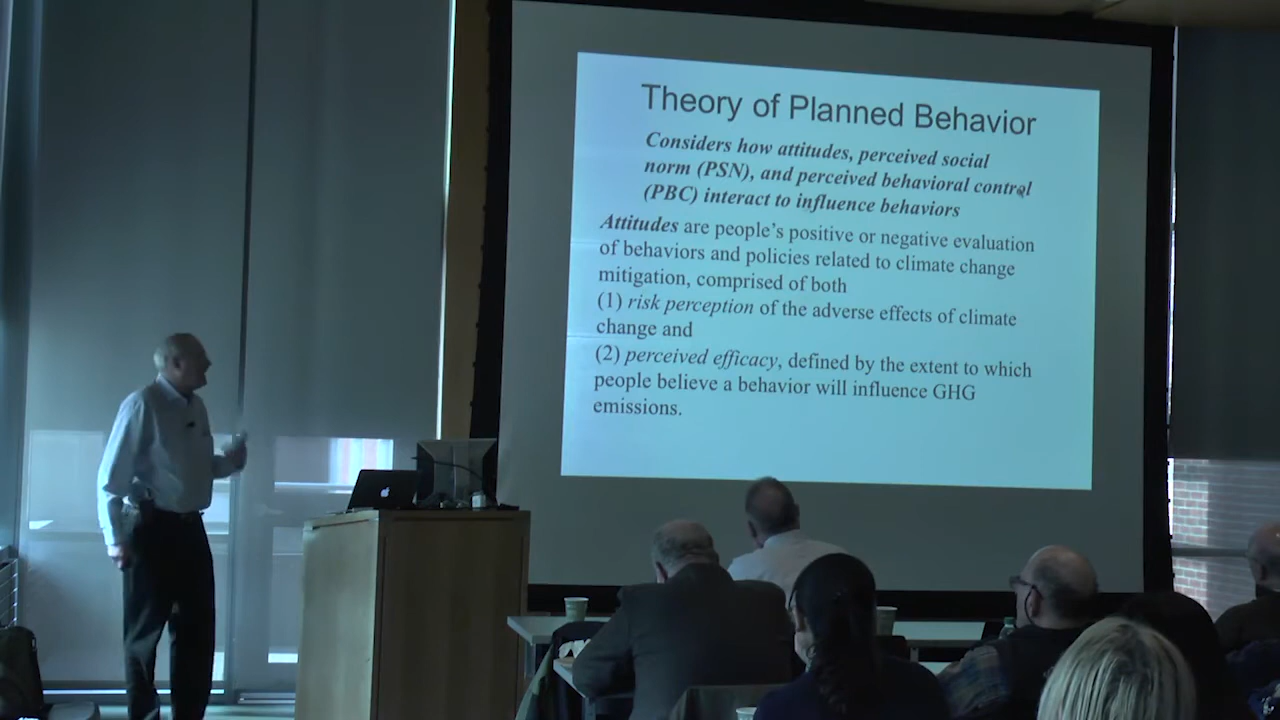 Theory of Planned Behavior
Considers how attitudes, perceived social
norm (PSN), and perceived behavioral control
(PBC) interact to influence behaviors
Attitudes are people's positive or negative evaluation
of behaviors and policies related to climate change
mitigation, comprised of both
(1) risk perception of the adverse effects of climate
change and
(2) perceived efficacy, defined by the extent to which
people believe a behavior will influence GHG
emissions.